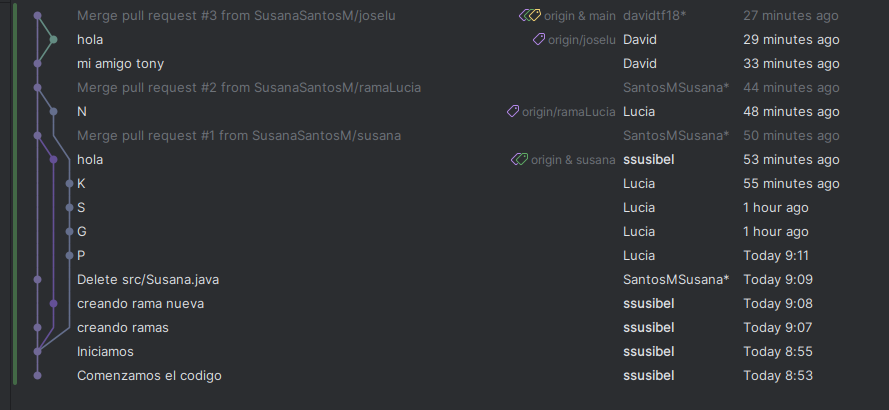 Merge pull request #3 from SusanaSantosM/joselu origin & main davidtf18* 27 minutes ago
hola origin/joselu David 29 minutes ago
mi amigo tony David 33 minutes ago
Merge pull request #2 from SusanaSantosM/ramaLucia SantosMSusana* 44 minutes ago
N origin/ramaLucia Lucia 48 minutes ago
Merge pull request #1 from SusanaSantosM/susana SantosMSusana* 50 minutes ago
hola origin & susana ssusibel 53 minutes ago
K Lucia 55 minutes ago
S Lucia 1 hour ago
G Lucia 1 hour ago
P Lucia Today 9:11
Delete src/Susana.java SantosMSusana* Today 9:09
creando rama nueva ssusibel Today 9:08
creando ramas ssusibel Today 9:07
Iniciamos ssusibel Today 8:55
Comenzamos el codigo ssusibel Today 8:53